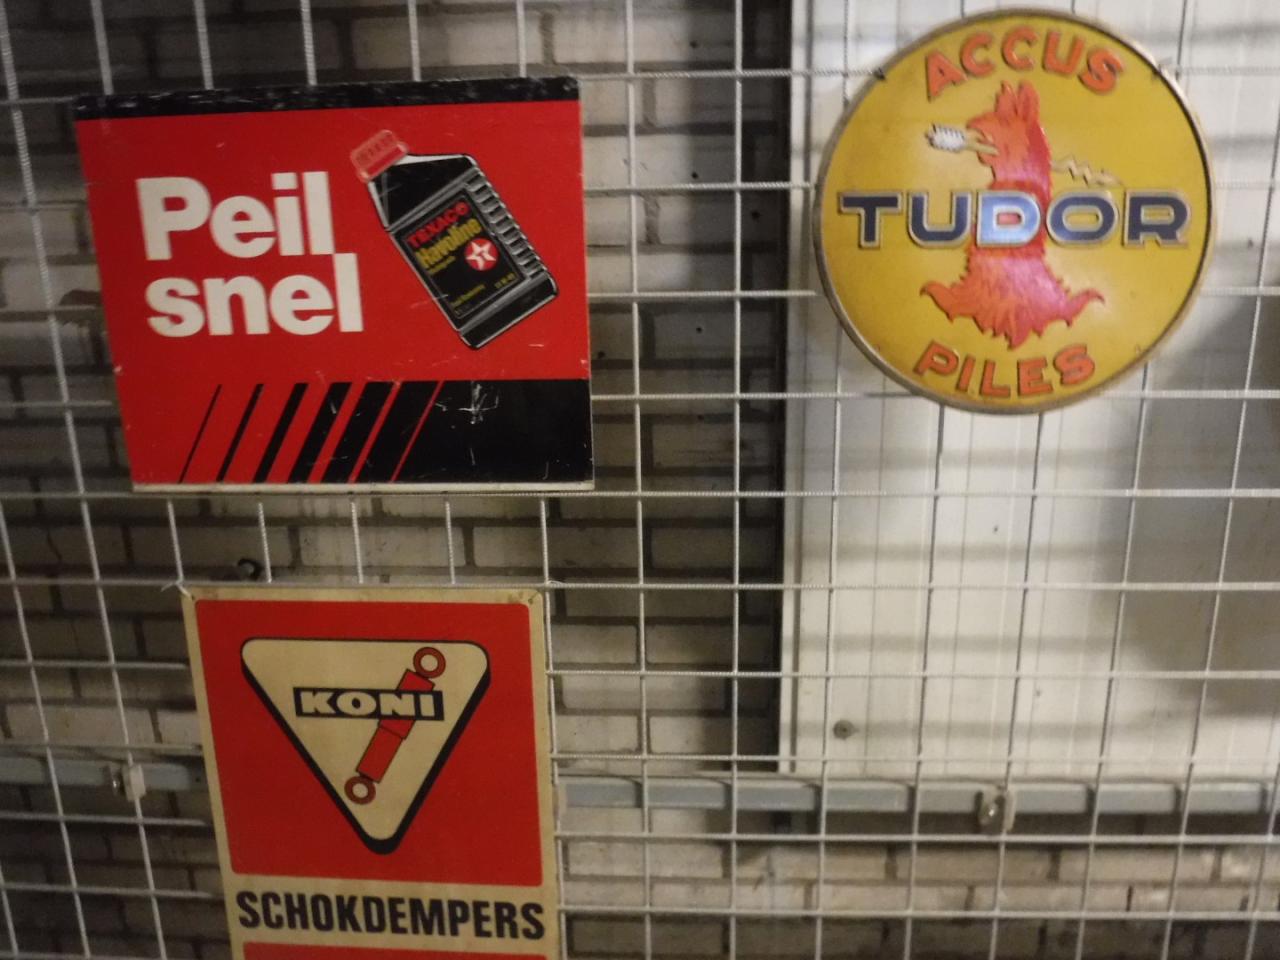 Peil
snel
TEXACO
Havoline
ACCUS
TUDOR
PILES
KONI
SCHOKDEMPERS